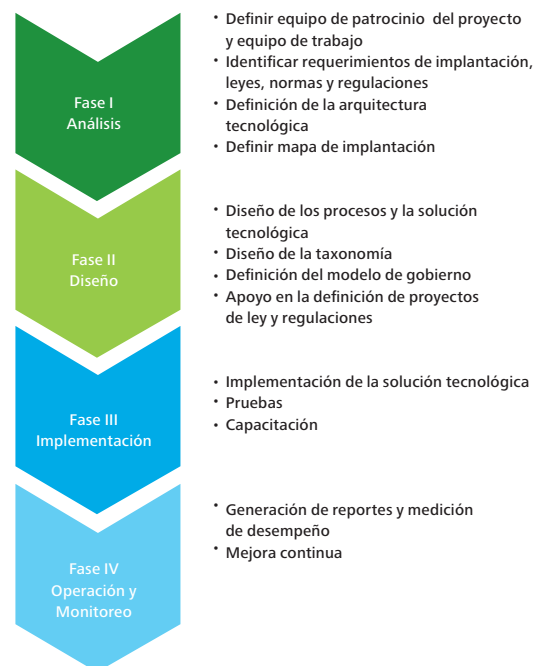 Fase I
Análisis
• Definir equipo de patrocinio del proyecto
y equipo de trabajo
• Identificar requerimientos de implantación,
leyes, normas y regulaciones
• Definición de la arquitectura
tecnológica
• Definir mapa de implantación
Fase II
Diseño
• Diseño de los procesos y la solución
tecnológica
• Diseño de la taxonomía
• Definición del modelo de gobierno
• Apoyo en la definición de proyectos
de ley y regulaciones
Fase III
Implementación
• Implementación de la solución tecnológica
• Pruebas
• Capacitación
Fase IV
Operación y
Monitoreo
• Generación de reportes y medición
de desempeño
• Mejora continua